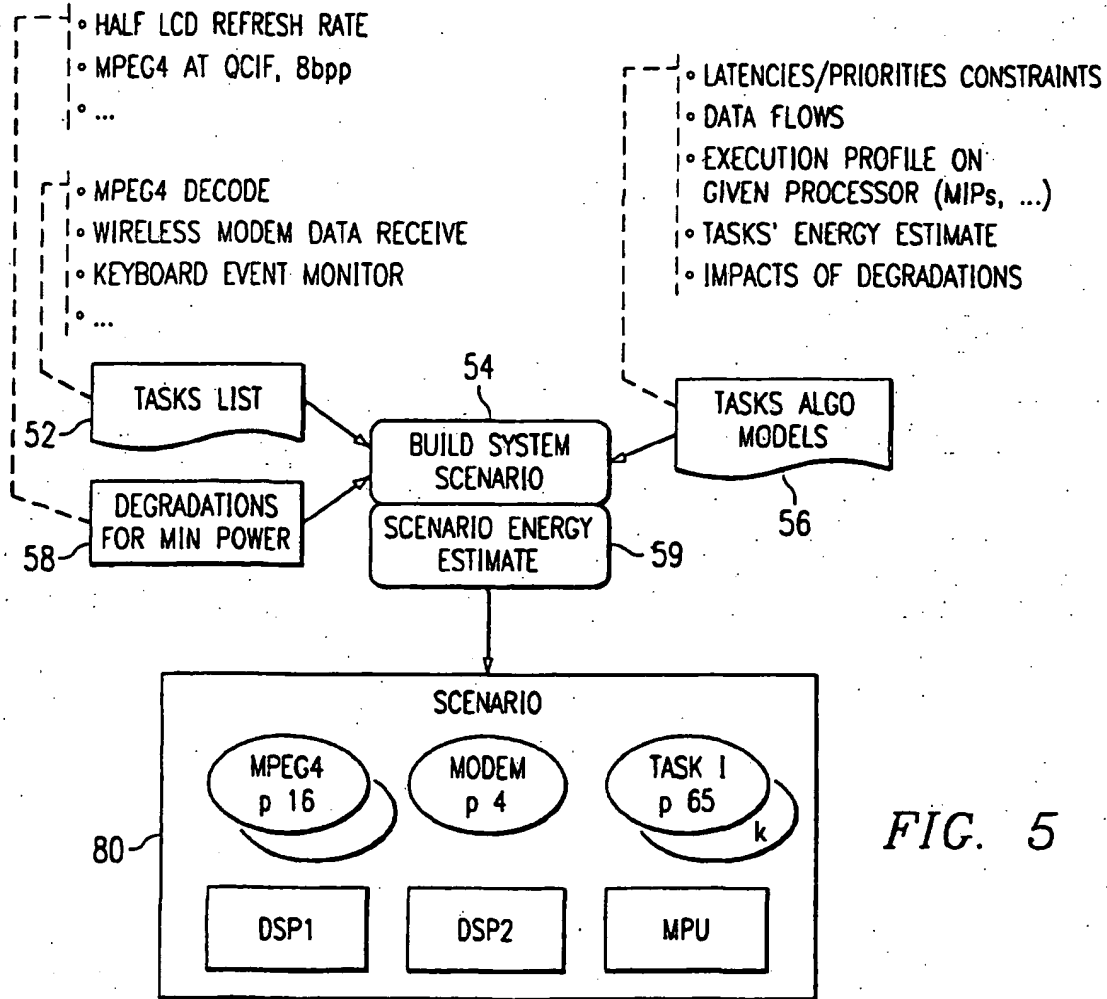 • HALF LCD REFRESH RATE
• MPEG4 AT QCIF, 8bpp
• ...
• MPEG4 DECODE
• WIRELESS MODEM DATA RECEIVE
• KEYBOARD EVENT MONITOR
• ...
• LATENCIES/PRIORITIES CONSTRAINTS
• DATA FLOWS
• EXECUTION PROFILE ON
GIVEN PROCESSOR (MIPs, ...)
• TASKS' ENERGY ESTIMATE
• IMPACTS OF DEGRADATIONS
TASKS LIST
52
DEGRADATIONS
FOR MIN POWER
58
54
BUILD SYSTEM
SCENARIO
SCENARIO ENERGY
ESTIMATE
59
TASKS ALGO
MODELS
56
SCENARIO
MPEG4
p 16
MODEM
p 4
TASK I
p 65
k
80
DSP1
DSP2
MPU
FIG. 5